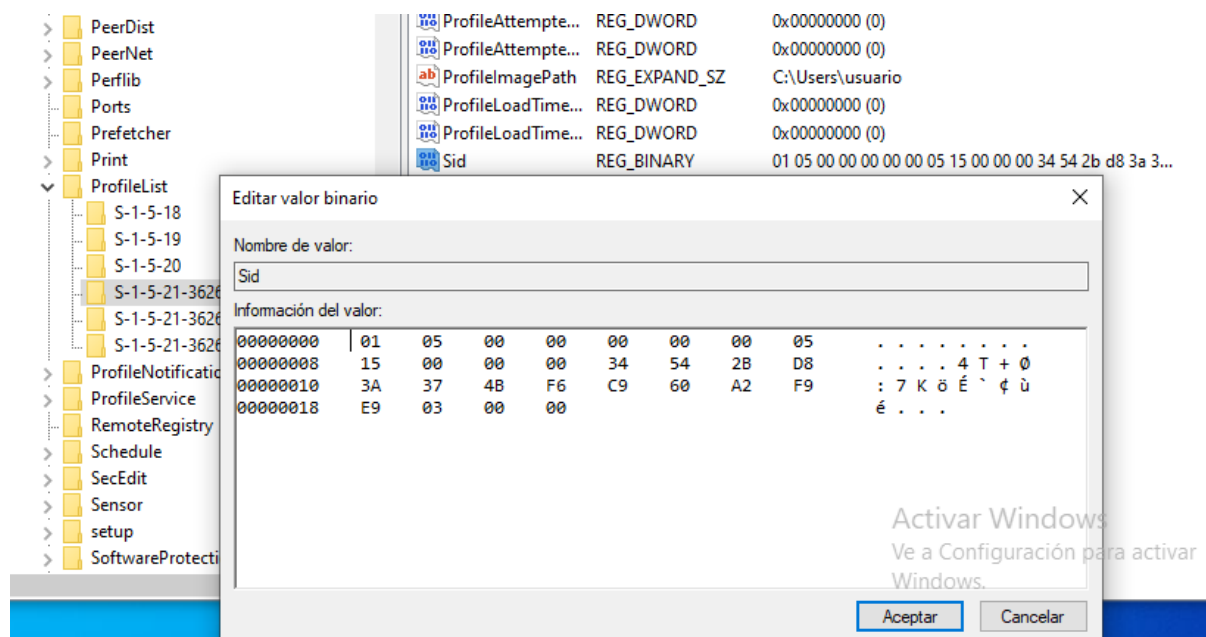 PeerDist
PeerNet
Perflib
Ports
Prefetcher
Print
ProfileList
S-1-5-18
S-1-5-19
S-1-5-20
S-1-5-21-3626
S-1-5-21-3626
S-1-5-21-3626
ProfileNotificatio
ProfileService
RemoteRegistry
Schedule
SecEdit
Sensor
setup
SoftwareProtecti
ProfileAttempte... REG_DWORD 0x00000000 (0)
ProfileAttempte... REG_DWORD 0x00000000 (0)
ProfileImagePath REG_EXPAND_SZ C:\Users\usuario
ProfileLoadTime... REG_DWORD 0x00000000 (0)
ProfileLoadTime... REG_DWORD 0x00000000 (0)
Sid REG_BINARY 01 05 00 00 00 00 00 05 15 00 00 00 34 54 2b d8 3a 3...
Editar valor binario
Nombre de valor:
Sid
Información del valor:
00000000 01 05 00 00 00 00 00 05 . . . . . . . .
00000008 15 00 00 00 34 54 2B D8 . . . . 4 T + Ø
00000010 3A 37 4B F6 C9 60 A2 F9 : 7 K ö É ` ¢ ù
00000018 E9 03 00 00 é . . .
Activar Windows
Ve a Configuración para activar
Windows.
Aceptar Cancelar